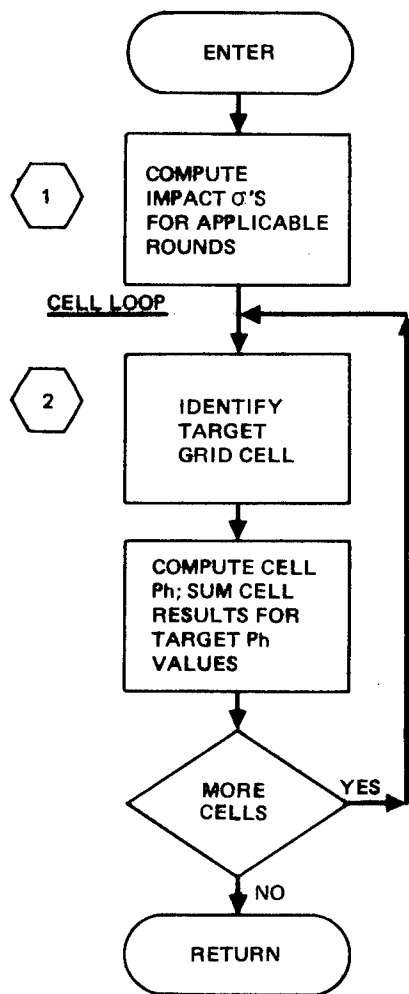 ENTER
1
COMPUTE
IMPACT σ'S
FOR APPLICABLE
ROUNDS
CELL LOOP
2
IDENTIFY
TARGET
GRID CELL
COMPUTE CELL
Ph; SUM CELL
RESULTS FOR
TARGET Ph
VALUES
MORE
CELLS
YES
NO
RETURN